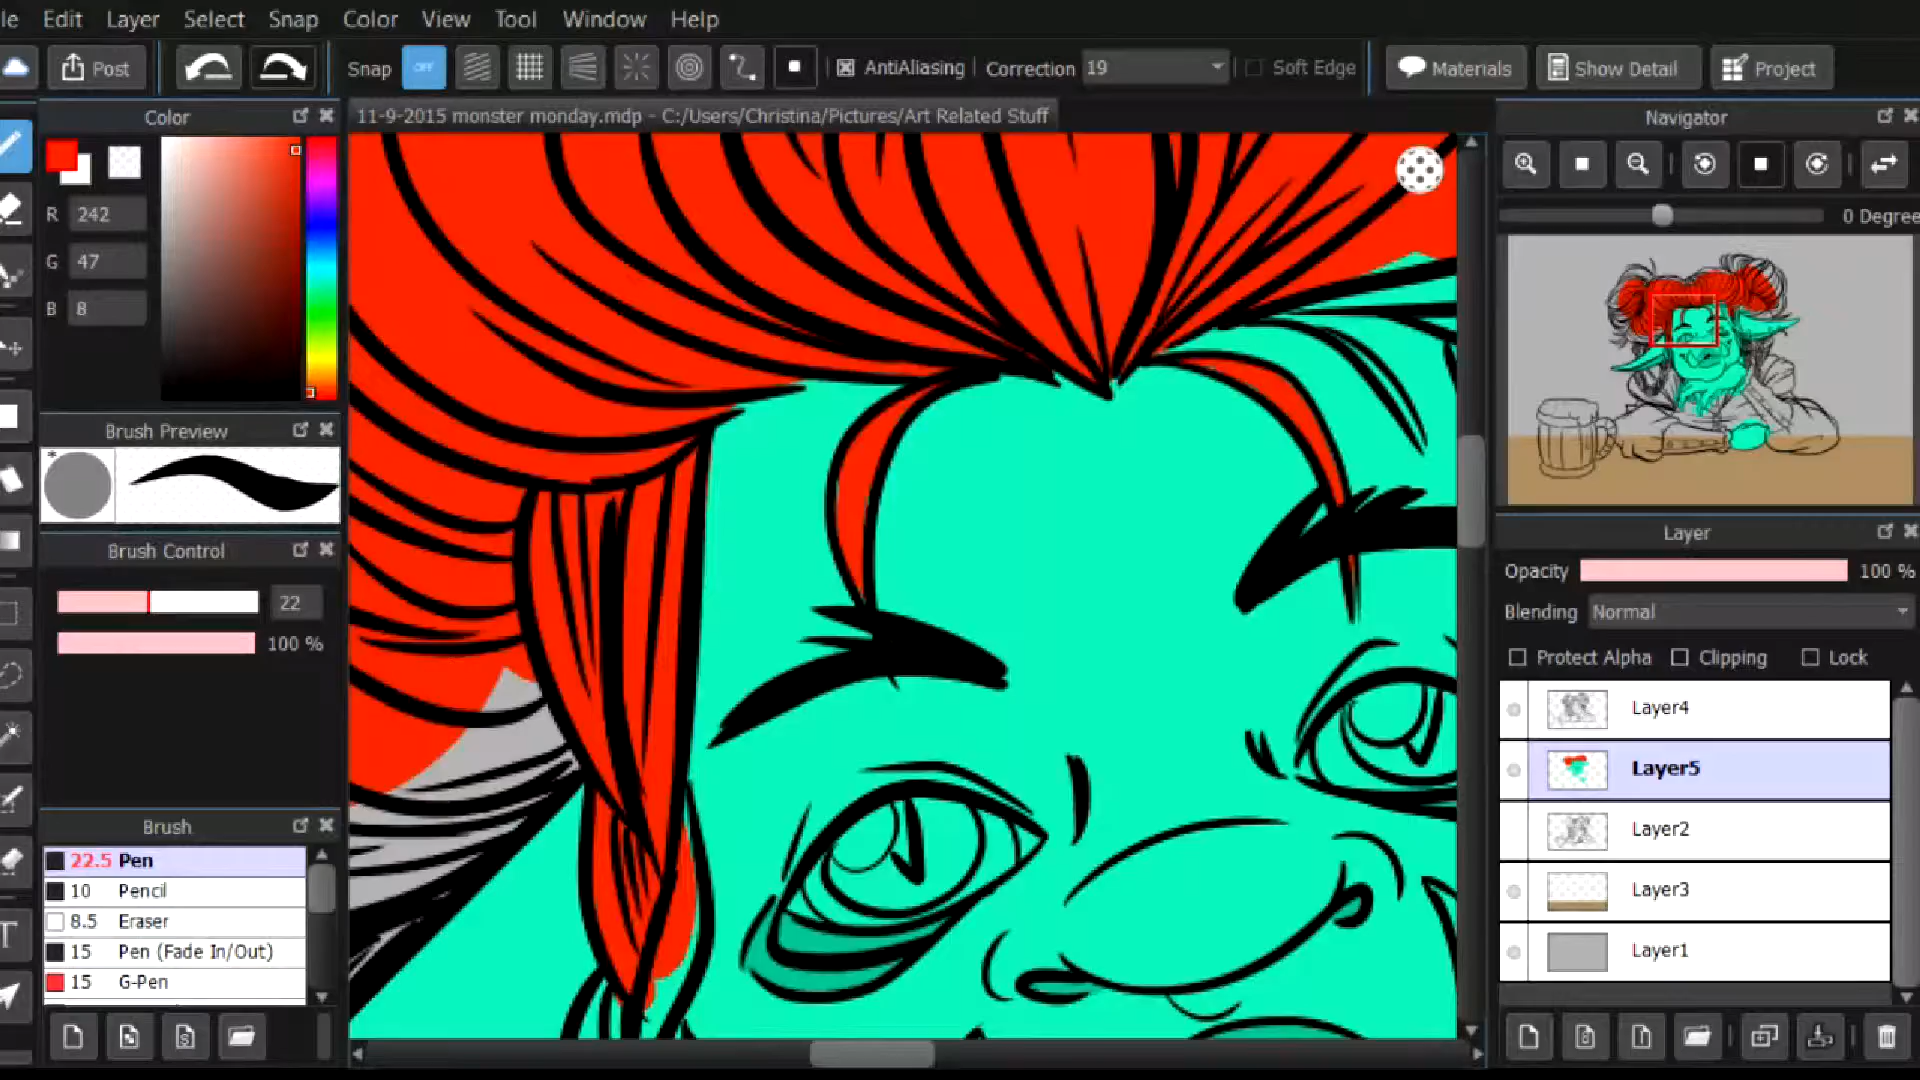 le Edit Layer Select Snap Color View Tool Window Help
Post Snap OFF AntiAliasing Correction 19 Soft Edge Materials Show Detail Project
Color
11-9-2015 monster monday.mdp - C:/Users/Christina/Pictures/Art Related Stuff
Navigator
R 242
G 47
B 8
0 Degree
Brush Preview
Brush Control
22
100 %
Layer
Opacity 100 %
Blending Normal
Protect Alpha Clipping Lock
Layer4
Layer5
Layer2
Layer3
Layer1
Brush
22.5 Pen
10 Pencil
8.5 Eraser
15 Pen (Fade In/Out)
15 G-Pen
T